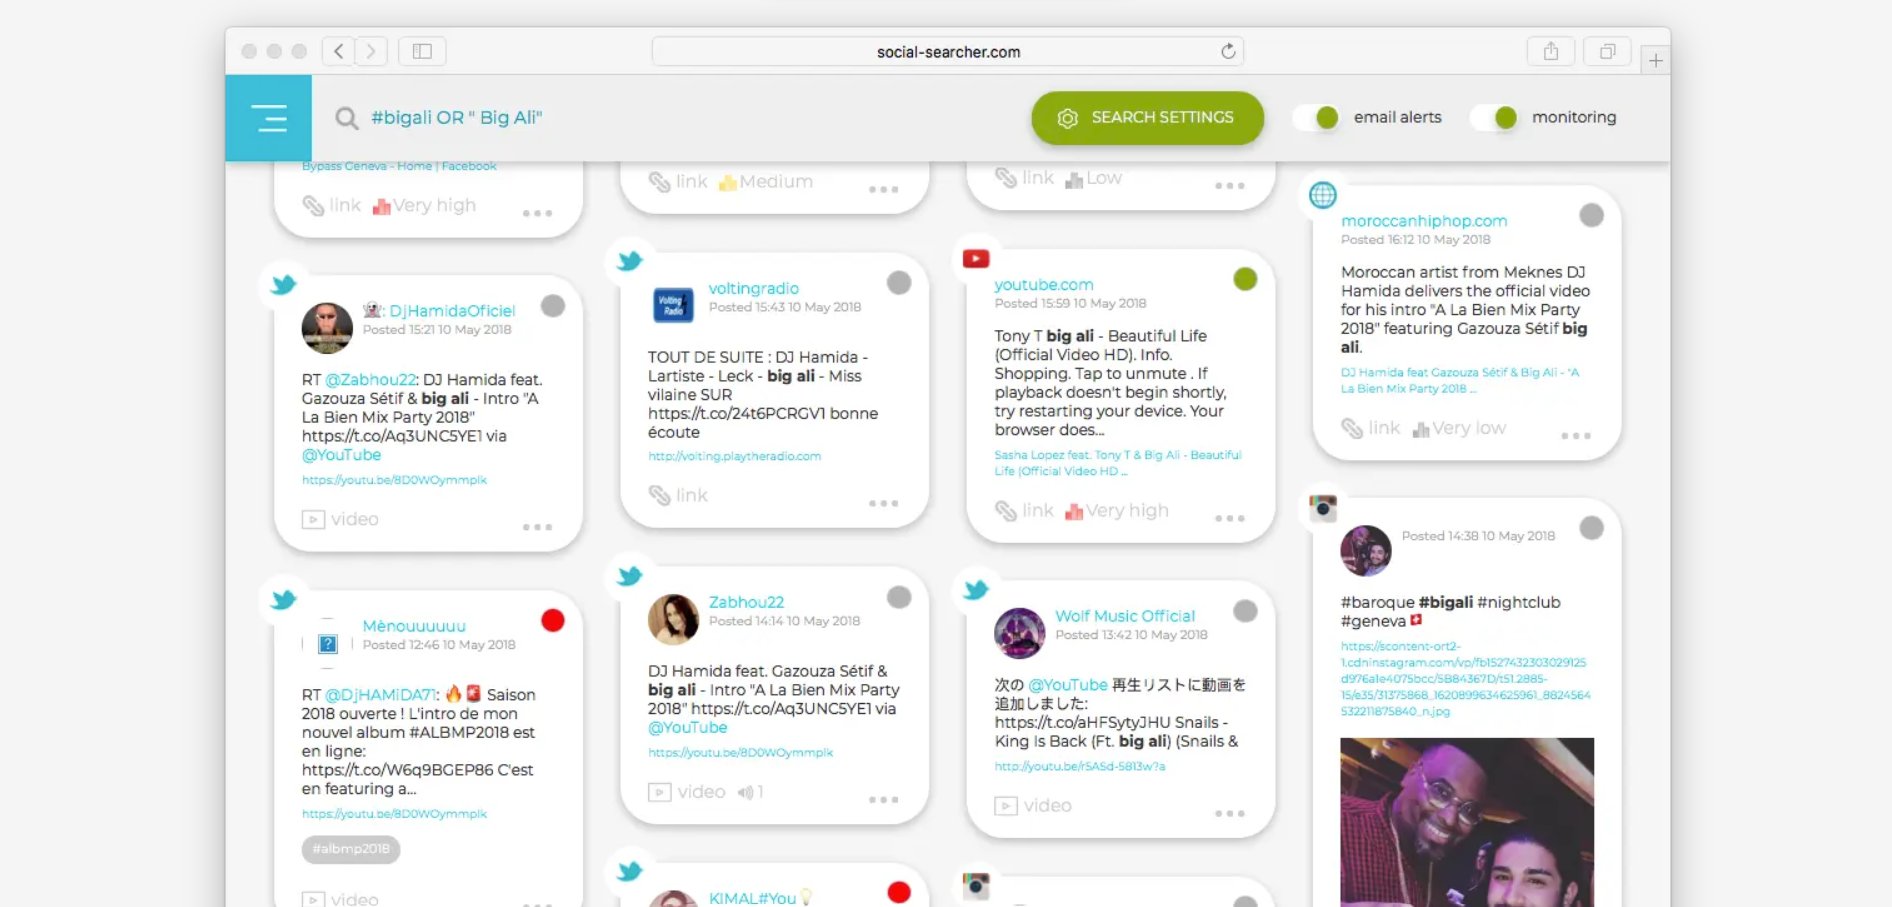 social-searcher.com
#bigali OR " Big Ali"
SEARCH SETTINGS
email alerts
monitoring
Bypass Geneva - Home | Facebook
link Very high
DjHamidaOficiel
Posted 15:21 10 May 2018
RT @Zabhou22: DJ Hamida feat.
Gazouza Sétif & big ali - Intro "A
La Bien Mix Party 2018"
https://t.co/Aq3UNC5YE1 via
@YouTube
https://youtu.be/8D0WOymmplk
video
Mènouuuuuu
Posted 12:46 10 May 2018
RT @DjHAMiDA71: 🔥🚨 Saison
2018 ouverte ! L'intro de mon
nouvel album #ALBMP2018 est
en ligne:
https://t.co/W6q9BGEP86 C'est
en featuring a...
https://youtu.be/8D0WOymmplk
#albmp2018
video
link Medium
Volting
Radio
voltingradio
Posted 15:43 10 May 2018
TOUT DE SUITE : DJ Hamida -
Lartiste - Leck - big ali - Miss
vilaine SUR
https://t.co/24t6PCRGV1 bonne
écoute
http://voiting.playtheradio.com
link
Zabhou22
Posted 14:14 10 May 2018
DJ Hamida feat. Gazouza Sétif &
big ali - Intro "A La Bien Mix Party
2018" https://t.co/Aq3UNC5YE1 via
@YouTube
https://youtu.be/8D0WOymmplk
video 1
KIMAL#You💡
link Low
youtube.com
Posted 15:59 10 May 2018
Tony T big ali - Beautiful Life
(Official Video HD). Info.
Shopping. Tap to unmute . If
playback doesn't begin shortly,
try restarting your device. Your
browser does...
Sasha Lopez feat. Tony T & Big Ali - Beautiful
Life (Official Video HD ...
link Very high
Wolf Music Official
Posted 13:42 10 May 2018
次の @YouTube 再生リストに動画を
追加しました:
https://t.co/aHFSytyJHU Snails -
King Is Back (Ft. big ali) (Snails &
http://youtu.be/r5ASd-5813w?a
video
moroccanhiphop.com
Posted 16:12 10 May 2018
Moroccan artist from Meknes DJ
Hamida delivers the official video
for his intro "A La Bien Mix Party
2018" featuring Gazouza Sétif big
ali.
DJ Hamida feat Gazouza Sétif & Big Ali - "A
La Bien Mix Party 2018 ...
link Very low
Posted 14:38 10 May 2018
#baroque #bigali #nightclub
#geneva🇨🇭
https://scontent-ort2-
1.cdninstagram.com/vp/fb1527432303029125
d976a1e4075bcc/5B84367D/t51.2885-
15/e35/31375868_1620899634625961_8824564
532211875840_n.jpg